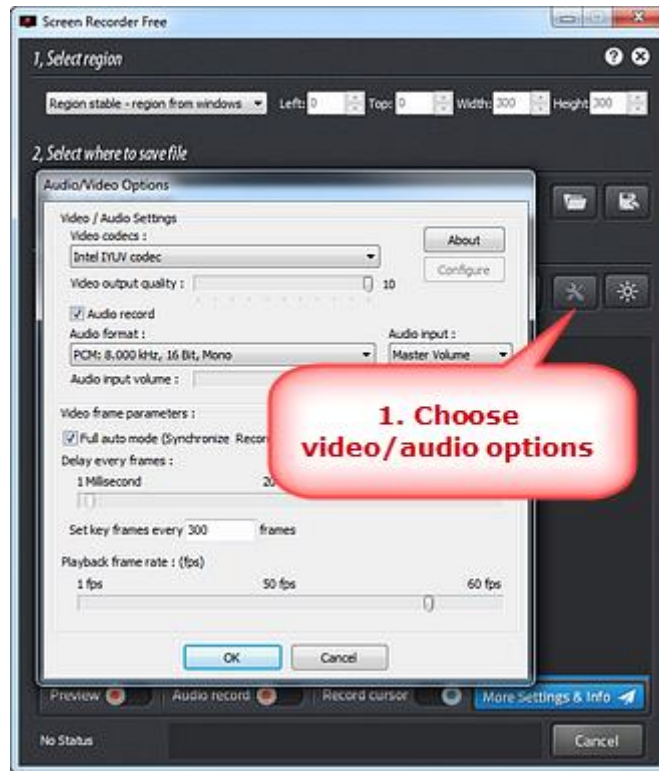 Screen Recorder Free
1, Select region
Region stable - region from windows Left: 0 Top: 0 Width: 300 Height 300
2, Select where to save file
Audio/Video Options
Video / Audio Settings
Video codecs :
Intel IYUV codec
About
Configure
Video output quality : 10
Audio record
Audio format : Audio input :
PCM: 8.000 kHz, 16 Bit, Mono Master Volume
Audio input volume :
1. Choose
video/audio options
Video frame parameters :
Full auto mode (Synchronize Recor
Delay every frames :
1 Millisecond 20
Set key frames every 300 frames
Playback frame rate : (fps)
1 fps 50 fps 60 fps
OK Cancel
Preview Audio record Record cursor More Settings & Info
No Status Cancel